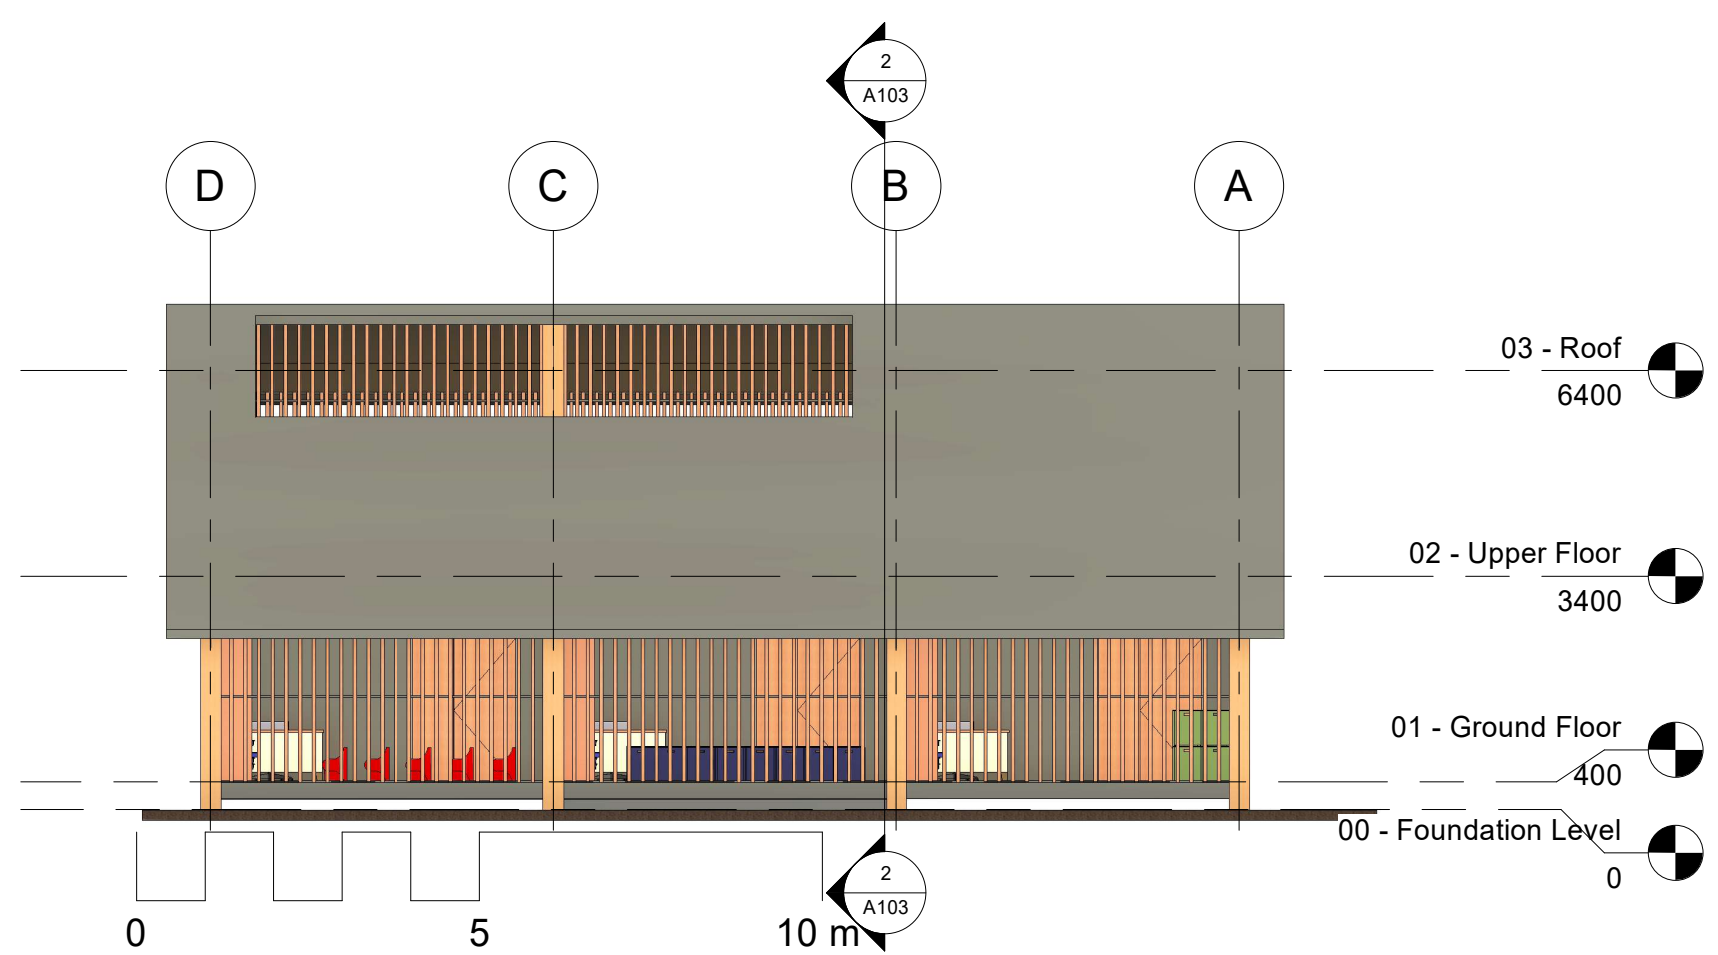 2
A103
D
C
B
A
03 - Roof
6400
02 - Upper Floor
3400
01 - Ground Floor
400
00 - Foundation Level
0
2
A103
0
5
10 m